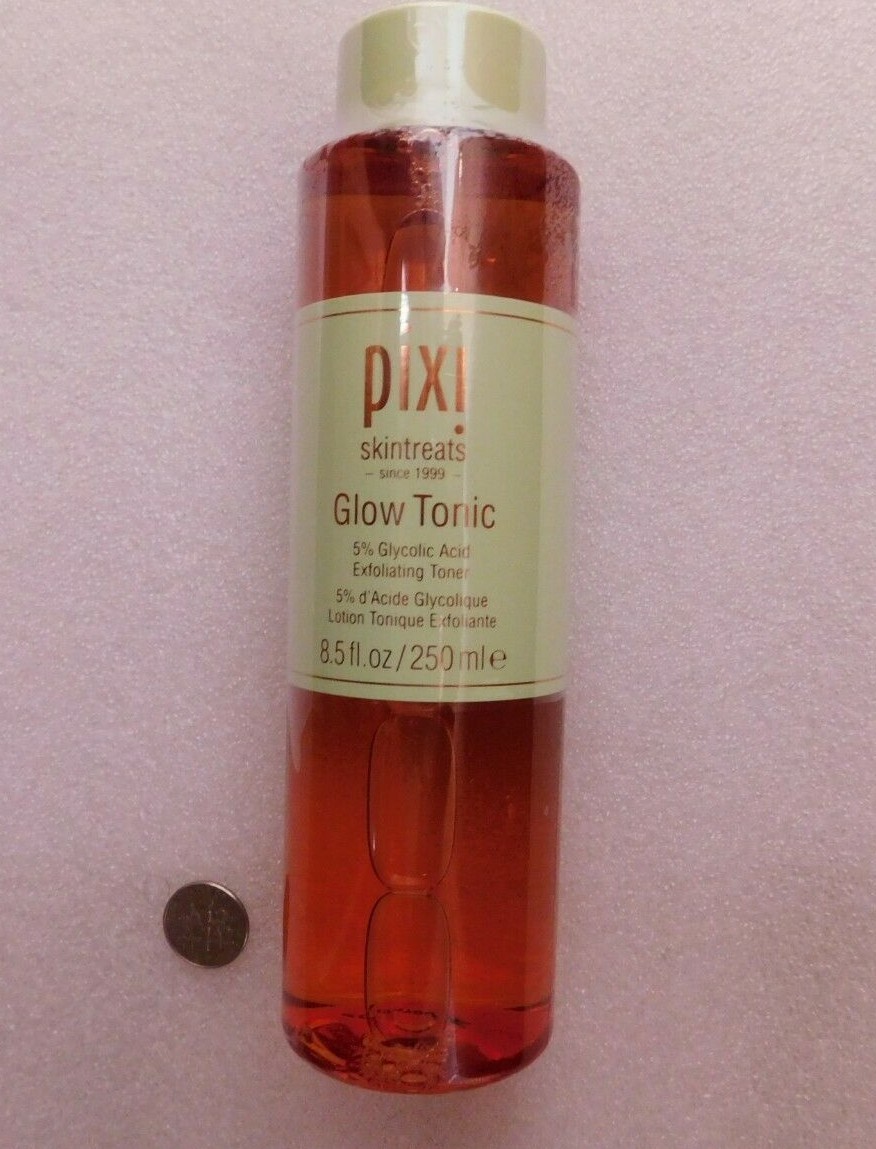 pixi
skintreats
– since 1999 –
Glow Tonic
5% Glycolic Acid
Exfoliating Toner
5% d'Acide Glycolique
Lotion Tonique Exfoliante
8.5 fl.oz/250 ml e